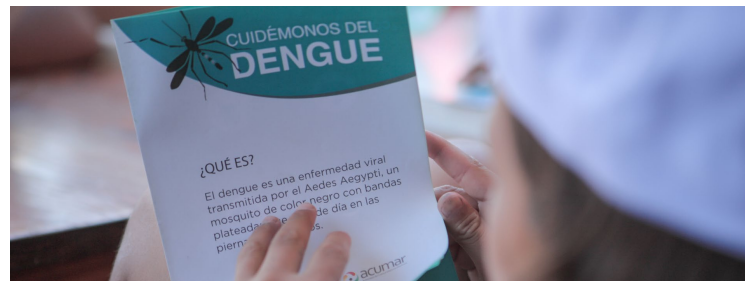 CUIDÉMONOS DEL
DENGUE
¿QUÉ ES?
El dengue es una enfermedad viral
transmitida por el Aedes Aegypti, un
mosquito de color negro con bandas
de día en las
acumar